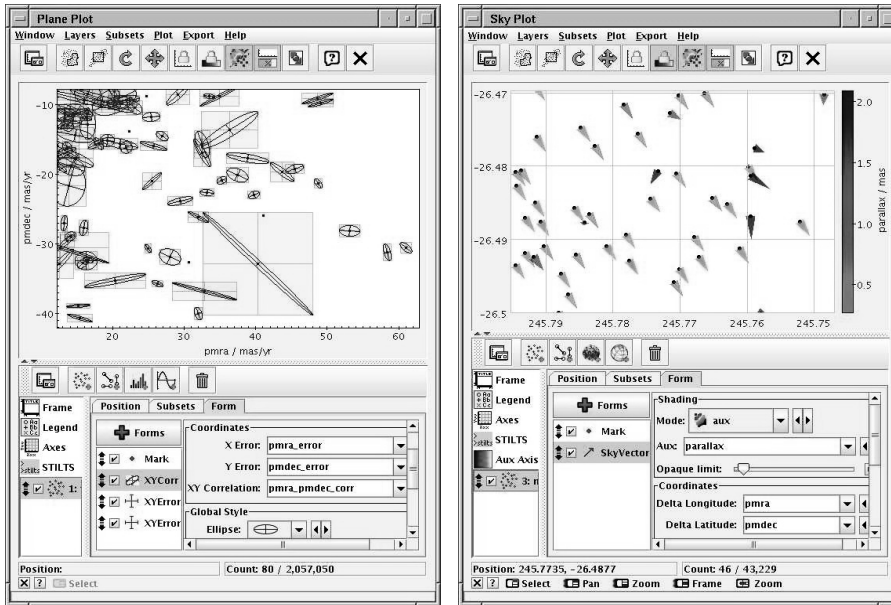 Plane Plot
Window Layers Subsets Plot Export Help
-10
-20
-30
-40
pmdec / mas/yr
20 30 40 50 60
pmra / mas/yr
Frame
Legend
Axes
STILTS
1:
Position Subsets Form
Forms
Mark
XYCorr
XYError
XYError
Coordinates
X Error: pmra_error
Y Error: pmdec_error
XY Correlation: pmra_pmdec_corr
Global Style
Ellipse:
Position:
Count: 80 / 2,057,050
Select
Sky Plot
Window Layers Subsets Plot Export Help
-26.47
-26.48
-26.49
-26.5
245.79 245.78 245.77 245.76 245.75
2.0
1.5
1.0
0.5
parallax / mas
Frame
Legend
Axes
STILTS
Aux Axis
3:
Position Subsets Form
Forms
Mark
SkyVector
Shading
Mode: aux
Aux: parallax
Opaque limit:
Coordinates
Delta Longitude: pmra
Delta Latitude: pmdec
Position: 245.7735, -26.4877
Count: 46 / 43,229
Select Pan Zoom Frame Zoom